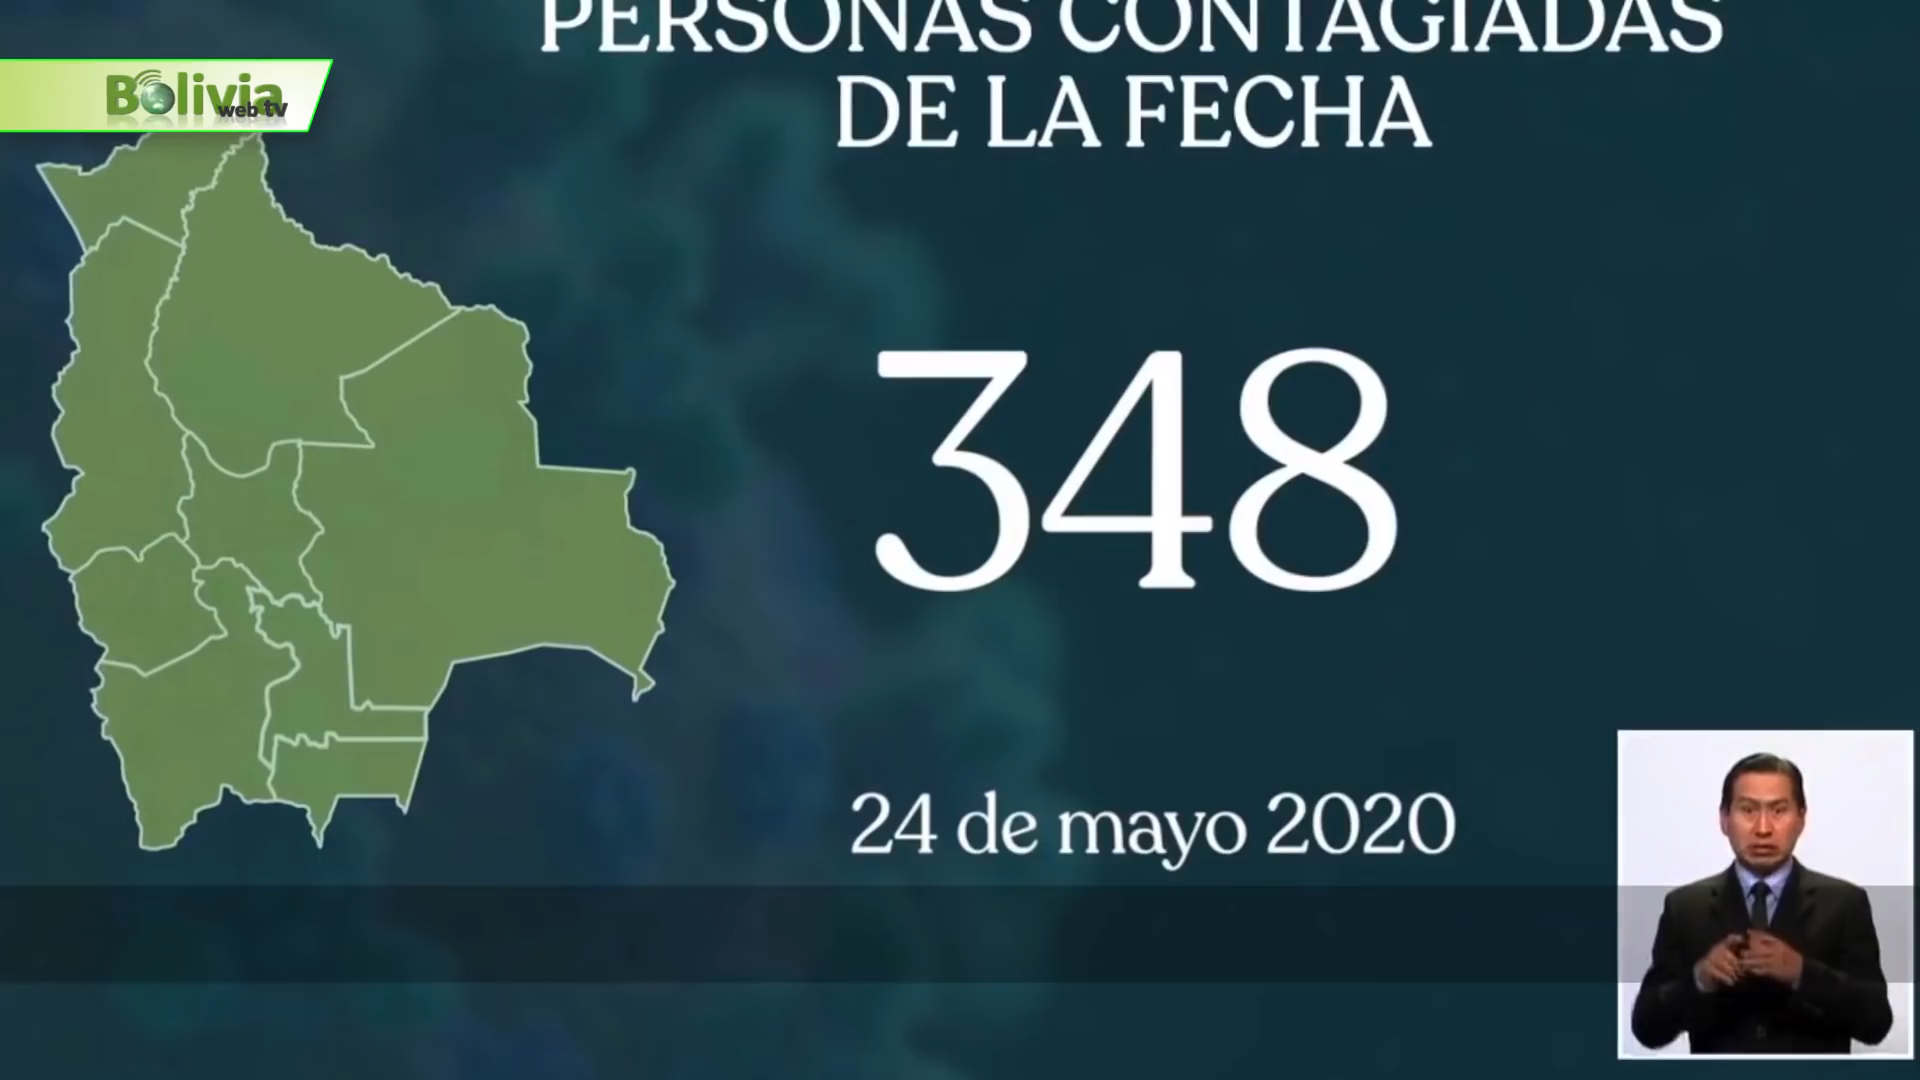 PERSONAS CONTAGIADAS
DE LA FECHA
Bolivia
web tv
348
24 de mayo 2020